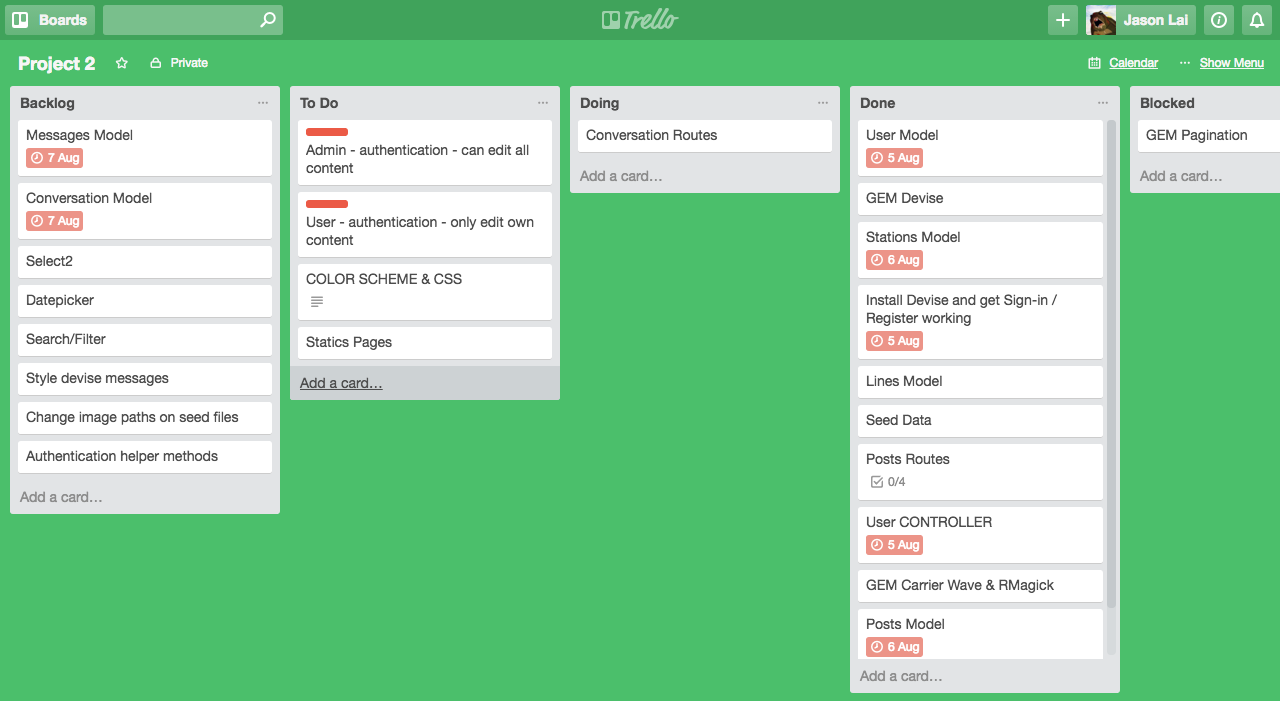 Boards
Trello
Jason Lai
Project 2
Private
Calendar
Show Menu
Backlog
Messages Model
7 Aug
Conversation Model
7 Aug
Select2
Datepicker
Search/Filter
Style devise messages
Change image paths on seed files
Authentication helper methods
Add a card…
To Do
Admin - authentication - can edit all
content
User - authentication - only edit own
content
COLOR SCHEME & CSS
Statics Pages
Add a card…
Doing
Conversation Routes
Add a card…
Done
User Model
5 Aug
GEM Devise
Stations Model
6 Aug
Install Devise and get Sign-in /
Register working
5 Aug
Lines Model
Seed Data
Posts Routes
0/4
User CONTROLLER
5 Aug
GEM Carrier Wave & RMagick
Posts Model
6 Aug
Add a card…
Blocked
GEM Pagination
Add a card…